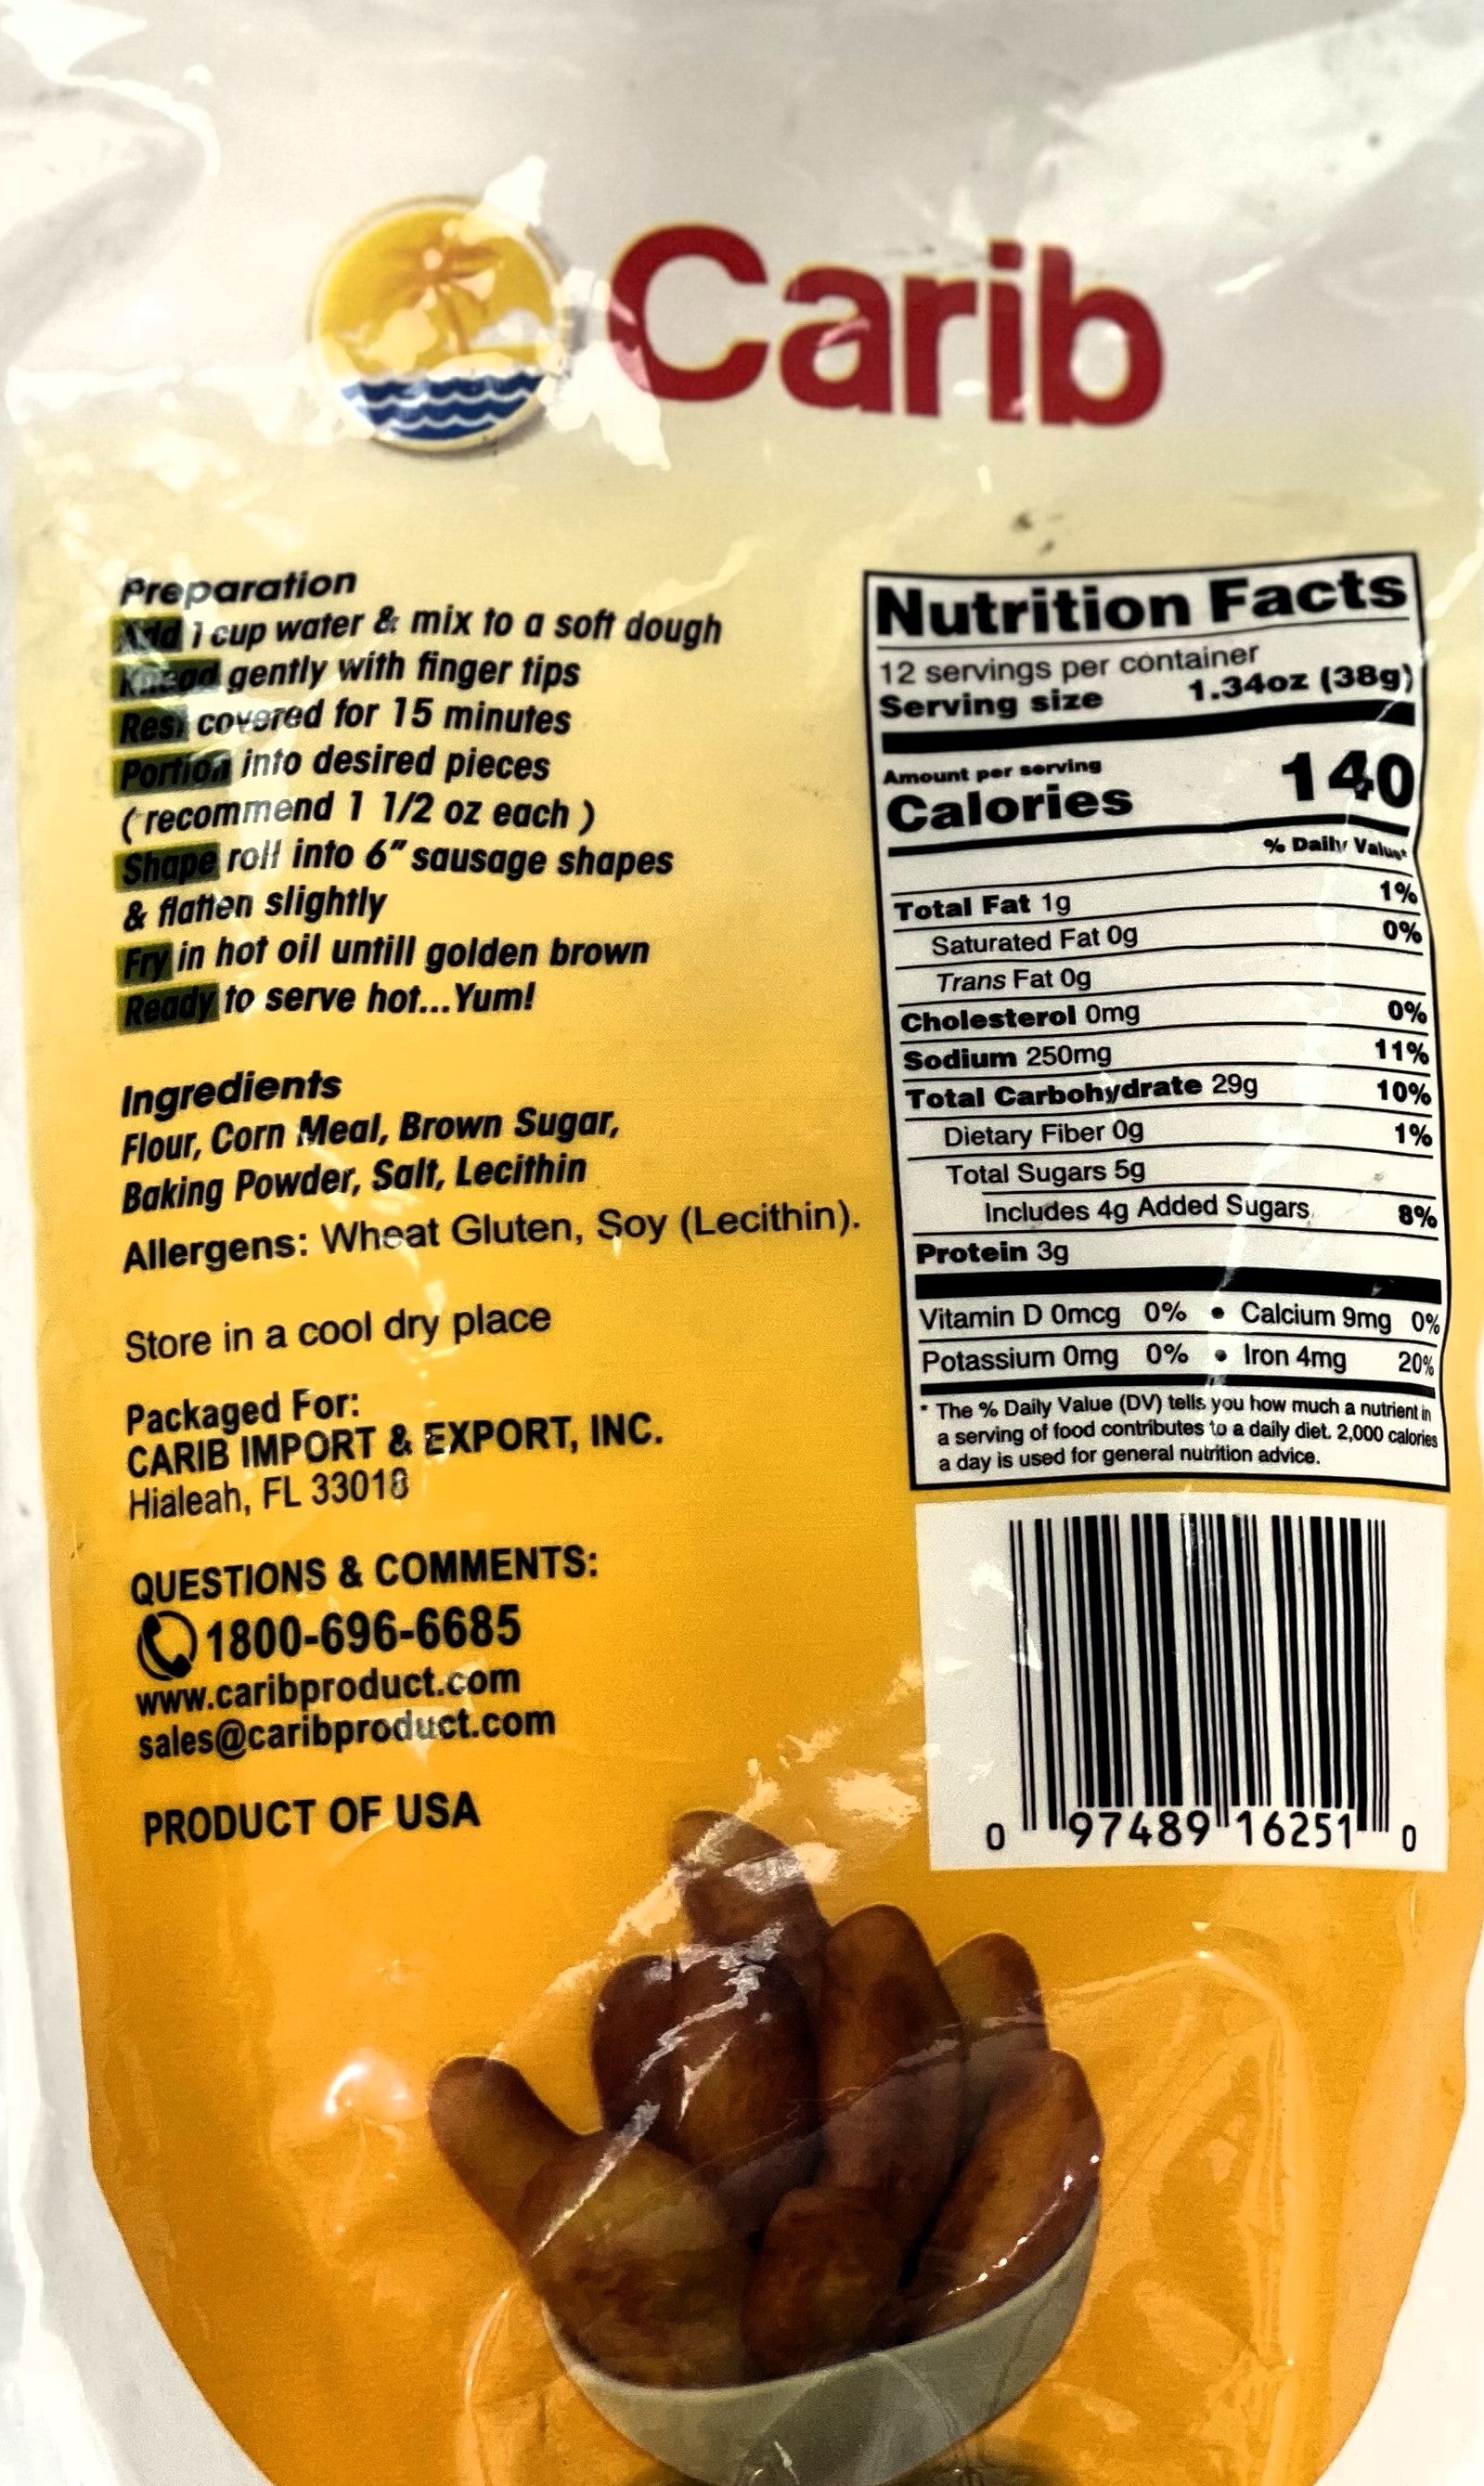 Carib
Preparation
Add 1 cup water & mix to a soft dough
Knead gently with finger tips
Rest covered for 15 minutes
Portion into desired pieces
( recommend 1 1/2 oz each )
Shape roll into 6" sausage shapes
& flatten slightly
Fry in hot oil untill golden brown
Ready to serve hot...Yum!
Ingredients
Flour, Corn Meal, Brown Sugar,
Baking Powder, Salt, Lecithin
Allergens: Wheat Gluten, Soy (Lecithin).
Store in a cool dry place
Packaged For:
CARIB IMPORT & EXPORT, INC.
Hialeah, FL 33018
QUESTIONS & COMMENTS:
1800-696-6685
www.caribproduct.com
sales@caribproduct.com
PRODUCT OF USA
Nutrition Facts
12 servings per container
Serving size 1.34oz (38g)
Amount per serving
Calories 140
% Daily Value*
Total Fat 1g 1%
Saturated Fat 0g 0%
Trans Fat 0g
Cholesterol 0mg 0%
Sodium 250mg 11%
Total Carbohydrate 29g 10%
Dietary Fiber 0g 1%
Total Sugars 5g
Includes 4g Added Sugars 8%
Protein 3g
Vitamin D 0mcg 0% • Calcium 9mg 0%
Potassium 0mg 0% • Iron 4mg 20%
* The % Daily Value (DV) tells you how much a nutrient in
a serving of food contributes to a daily diet. 2,000 calories
a day is used for general nutrition advice.
0 97489 16251 0